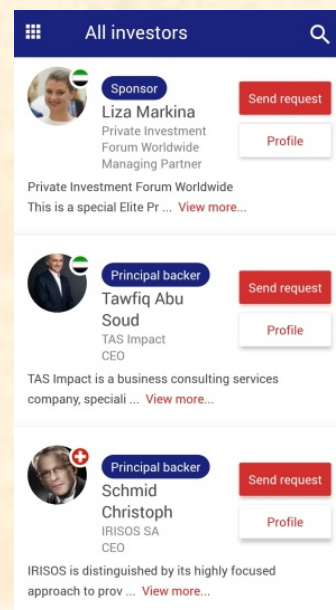 All investors
Sponsor
Liza Markina
Private Investment
Forum Worldwide
Managing Partner
Send request
Profile
Private Investment Forum Worldwide
This is a special Elite Pr ... View more...
Principal backer
Tawfiq Abu
Soud
TAS Impact
CEO
Send request
Profile
TAS Impact is a business consulting services
company, speciali ... View more...
Principal backer
Schmid
Christoph
IRISOS SA
CEO
Send request
Profile
IRISOS is distinguished by its highly focused
approach to prov ... View more...